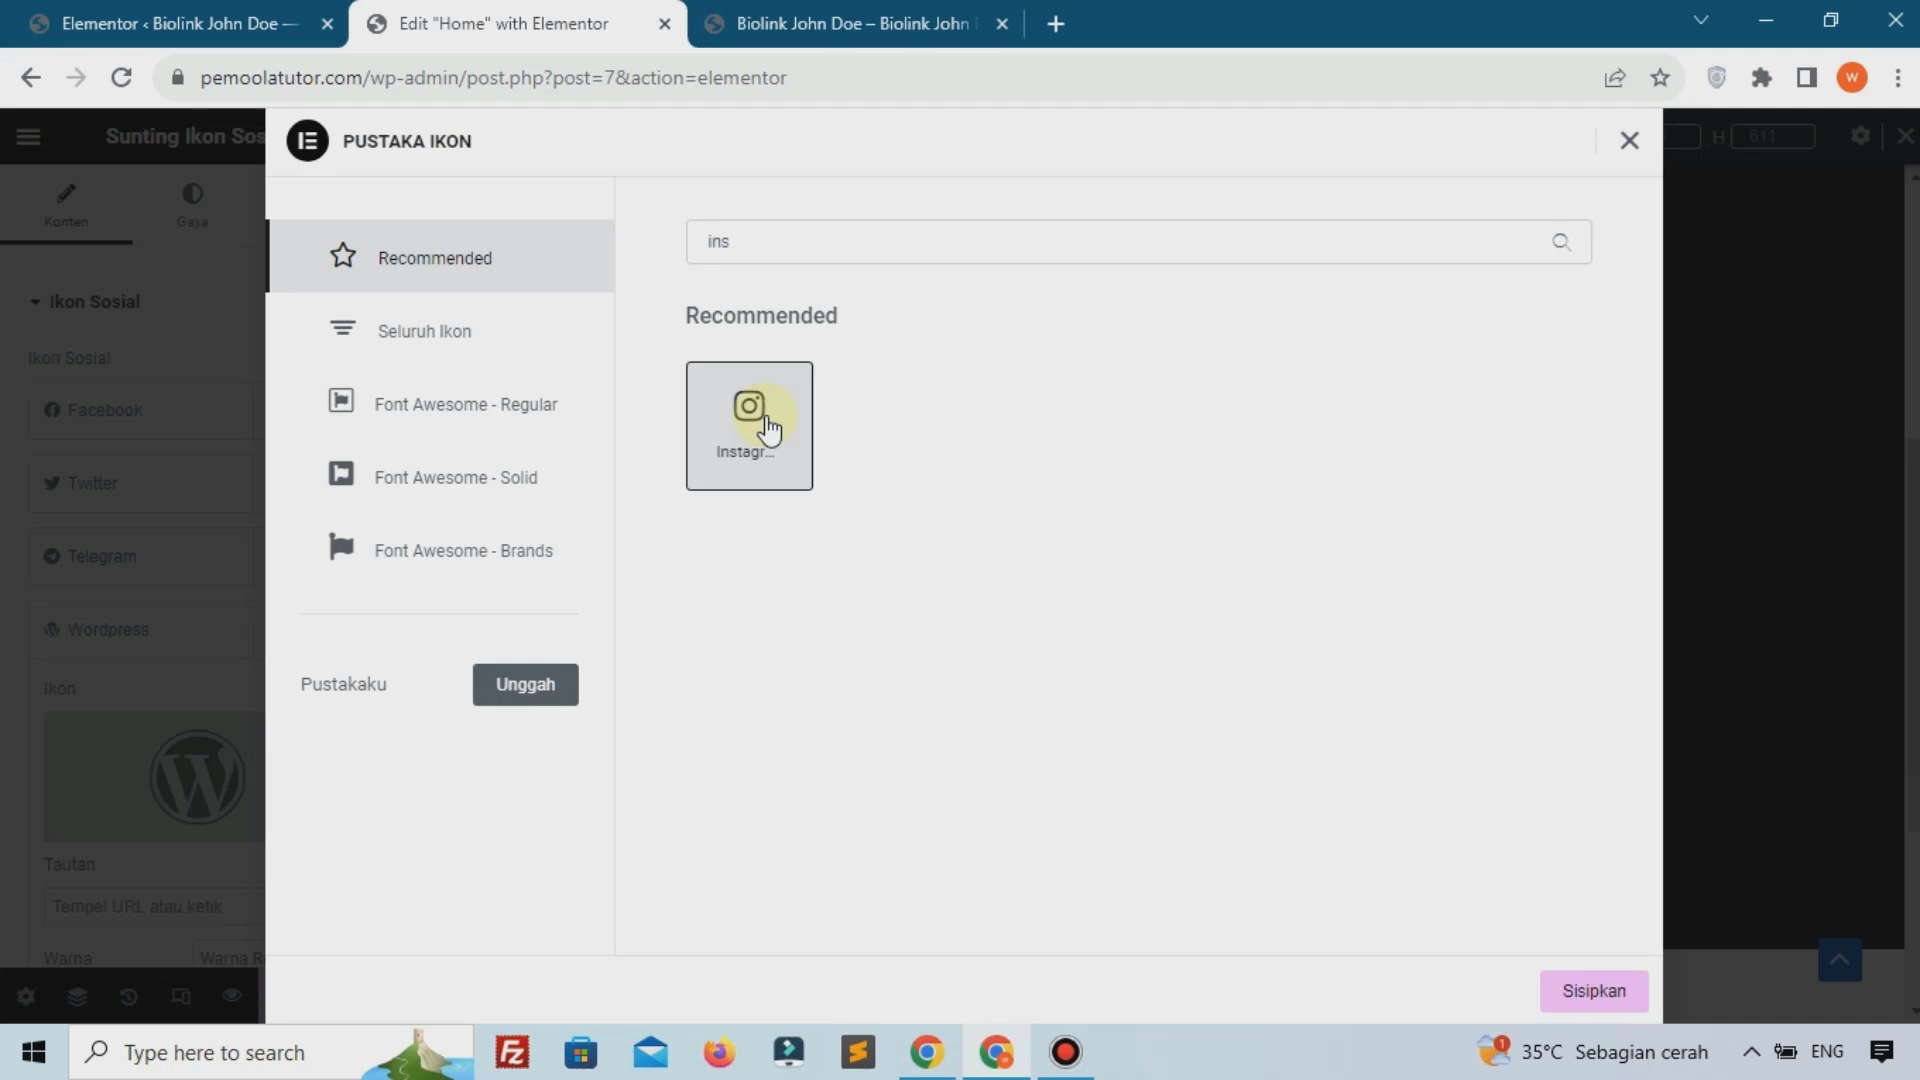 Elementor ‹ Biolink John Doe —
Edit "Home" with Elementor
Biolink John Doe – Biolink John
pemoolatutor.com/wp-admin/post.php?post=7&action=elementor
W
Sunting Ikon Sos
PUSTAKA IKON
H 611
Konten
Gaya
Recommended
ins
Ikon Sosial
Recommended
Seluruh Ikon
Ikon Sosial
Facebook
Font Awesome - Regular
Instagr...
Twitter
Font Awesome - Solid
Telegram
Font Awesome - Brands
Wordpress
Ikon
Pustakaku
Unggah
Tautan
Tempel URL atau ketik
Warna
Warna R
Sisipkan
Type here to search
1
35°C Sebagian cerah
ENG